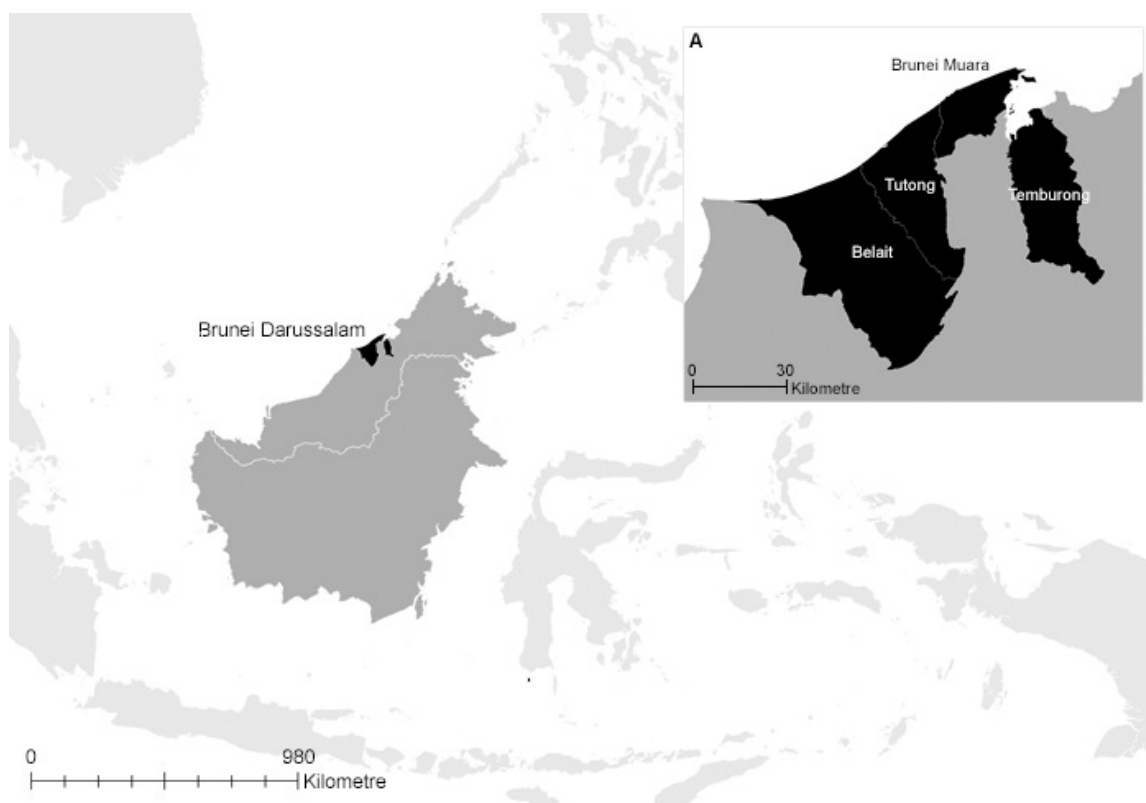 A
Brunei Muara
Tutong
Temburong
Belait
0 30
Kilometre
Brunei Darussalam
0 980
Kilometre